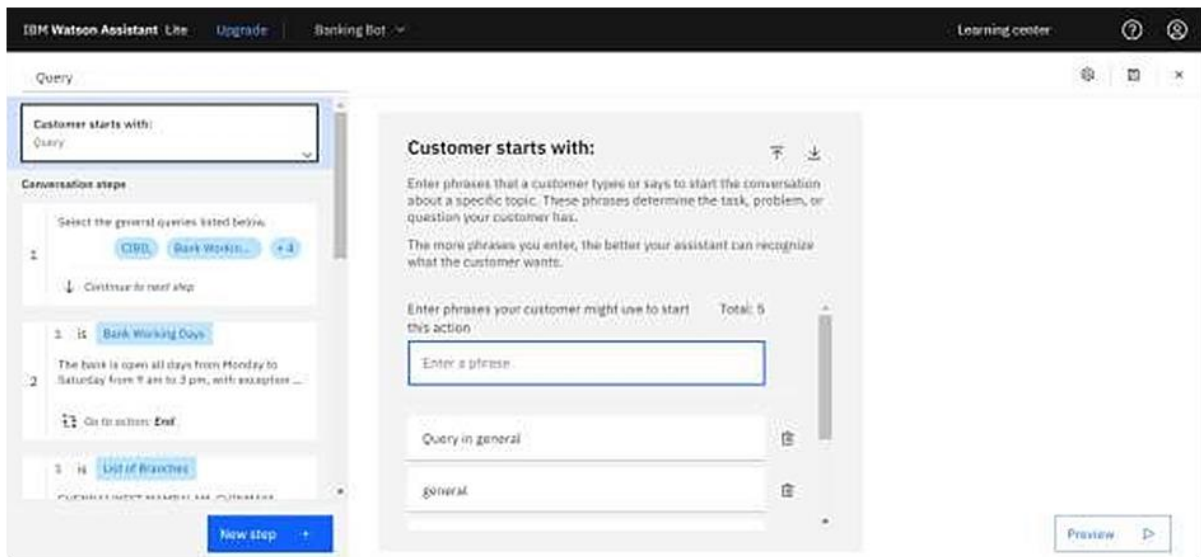 IBM Watson Assistant Lite Upgrade Banking Bot Learning center
Query
Customer starts with:
Query
Conversation steps
1
Select the general queries listed below.
CIBIL Bank Workin... + 4
Continue to next step
2
1 is Bank Working Days
The bank is open all days from Monday to
Saturday from 9 am to 3 pm, with exception ...
Go to action: End
1 is List of Branches
New step +
Customer starts with:
Enter phrases that a customer types or says to start the conversation
about a specific topic. These phrases determine the task, problem, or
question your customer has.
The more phrases you enter, the better your assistant can recognize
what the customer wants.
Enter phrases your customer might use to start Total: 5
this action
Enter a phrase
Query in general
general
Preview